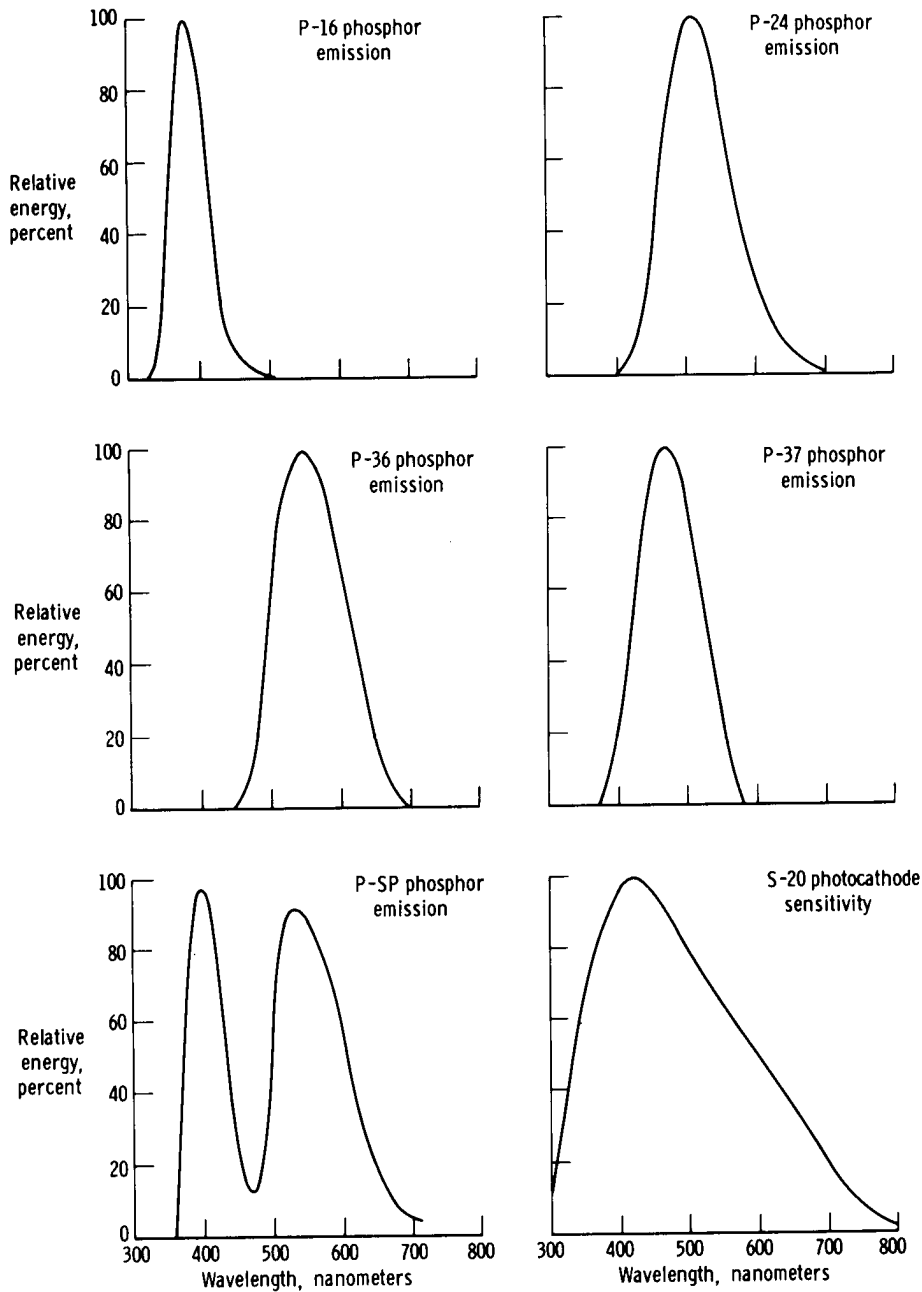 P-16 phosphor
emission
P-24 phosphor
emission
100
80
60
40
20
0
Relative
energy,
percent
P-36 phosphor
emission
P-37 phosphor
emission
100
80
60
40
20
0
Relative
energy,
percent
P-SP phosphor
emission
S-20 photocathode
sensitivity
100
80
60
40
20
0
Relative
energy,
percent
300 400 500 600 700 800
Wavelength, nanometers
300 400 500 600 700 800
Wavelength, nanometers